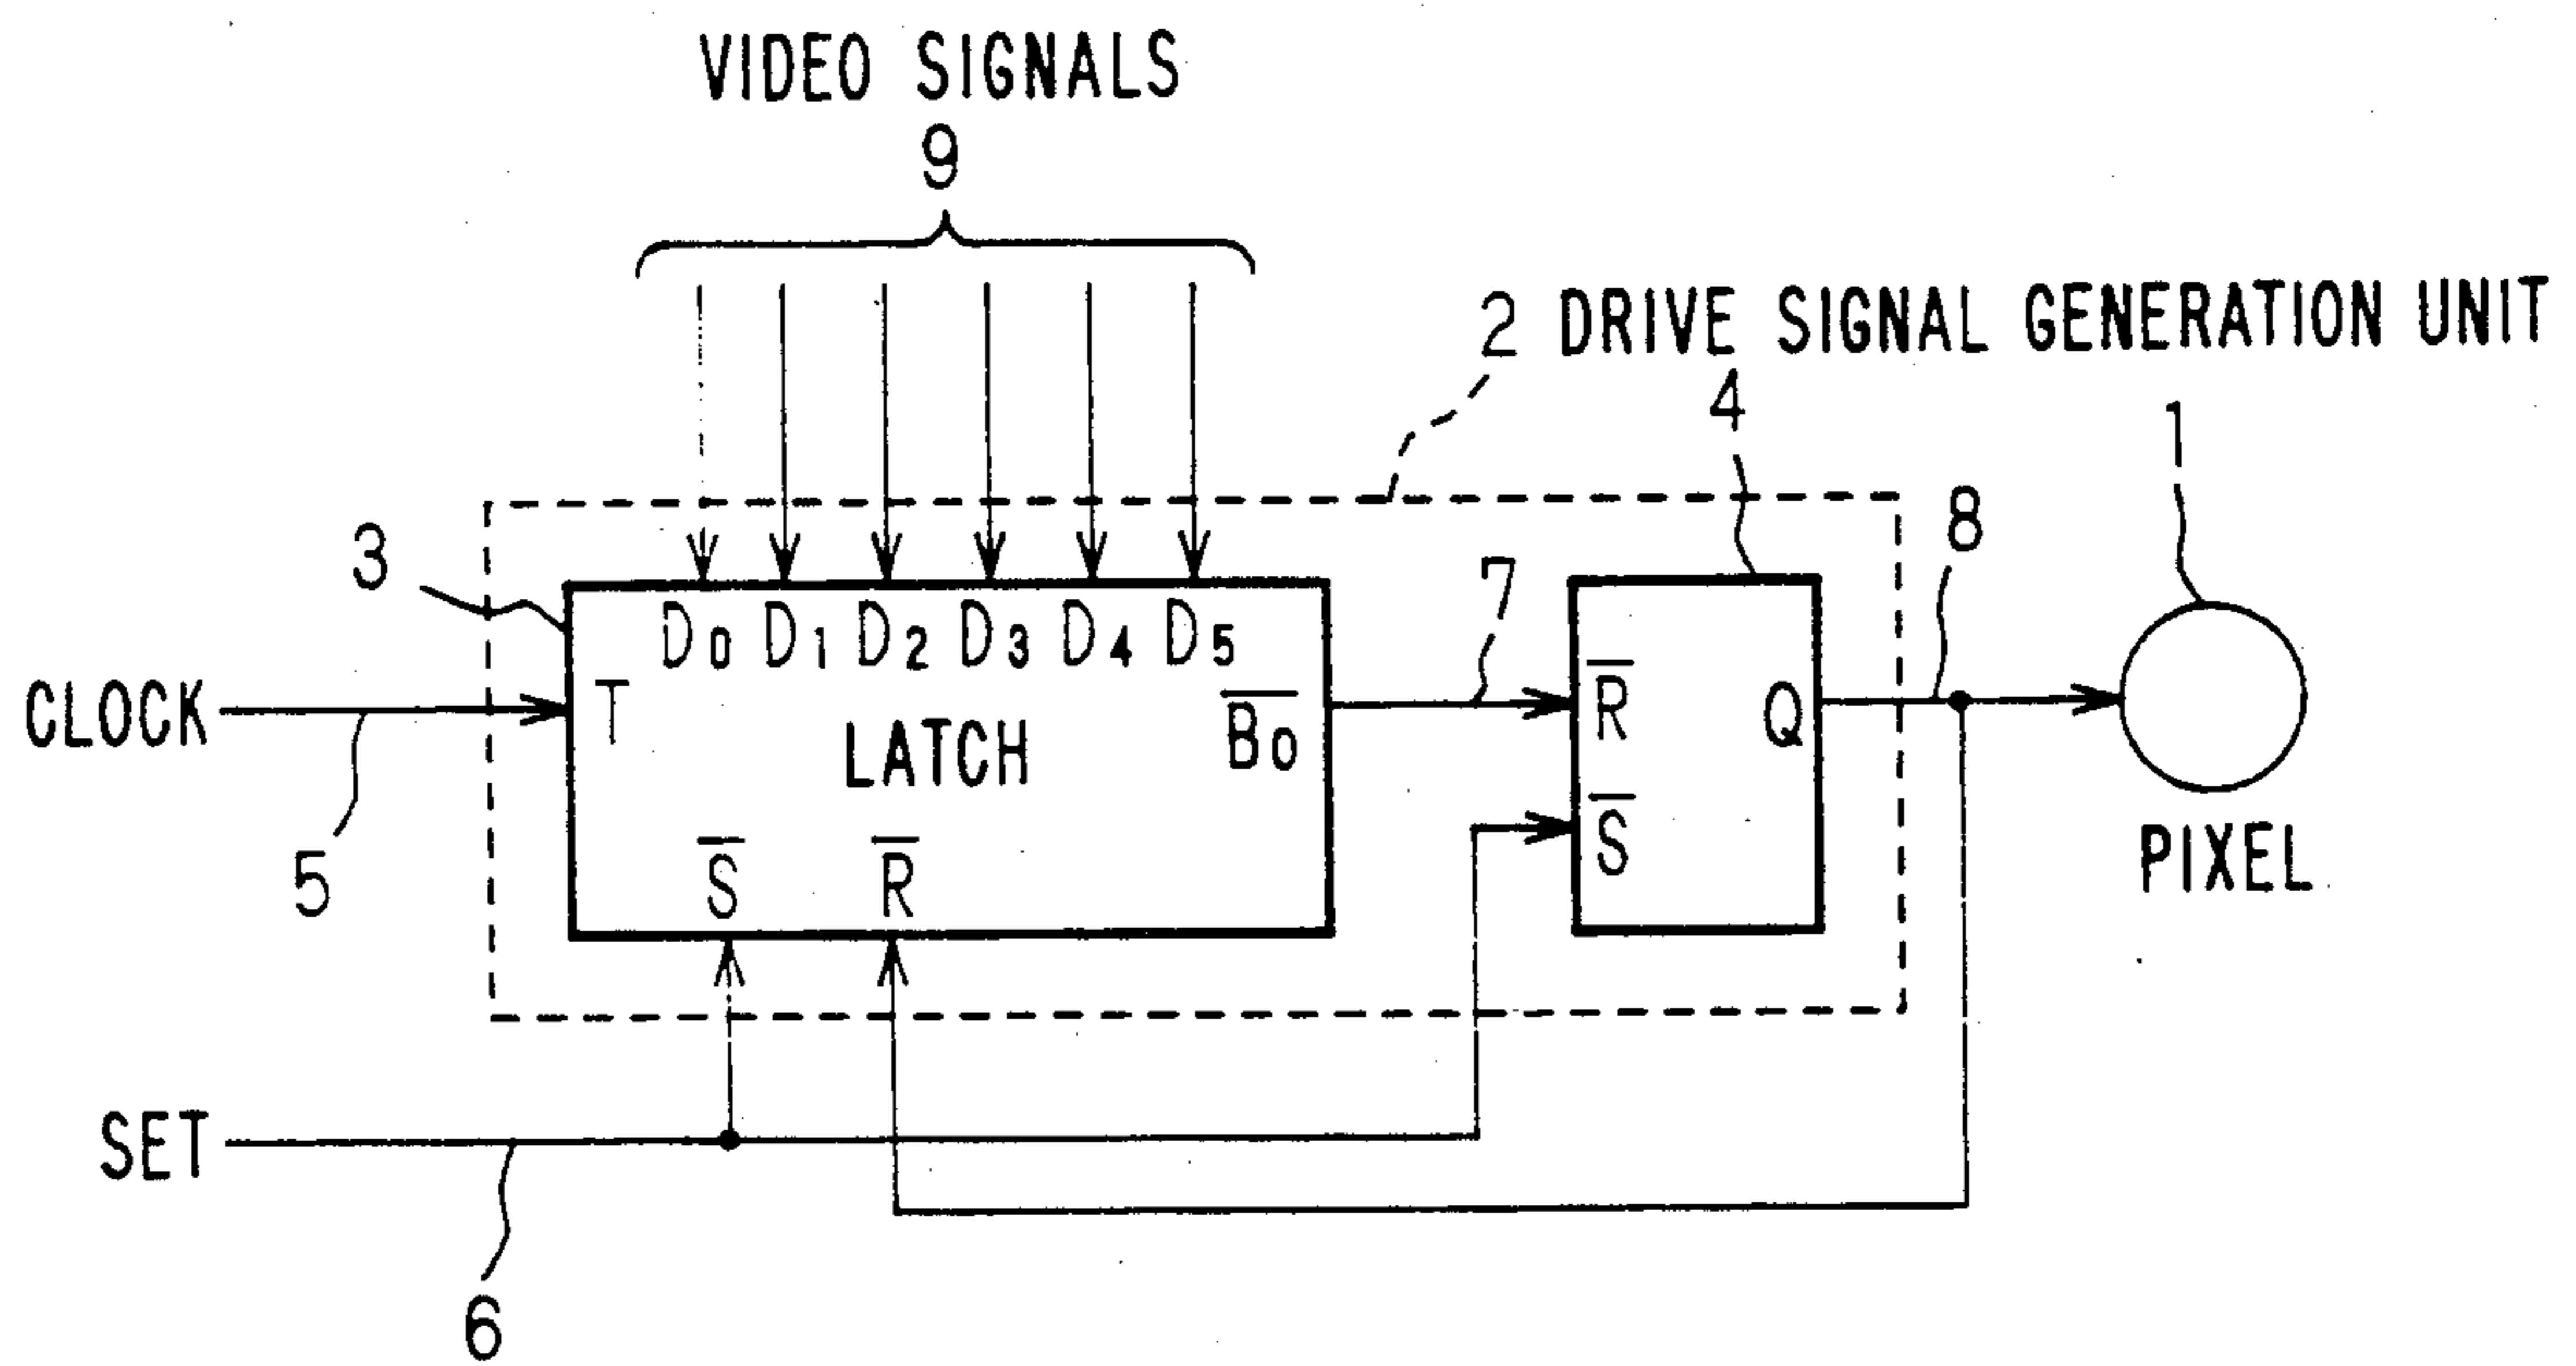 VIDEO SIGNALS
9
2 DRIVE SIGNAL GENERATION UNIT
4
1
8
3
7
D0 D1 D2 D3 D4 D5
CLOCK
T
LATCH
B̅0̅
R̅
Q
S̅
PIXEL
5
S̅ R̅
SET
6